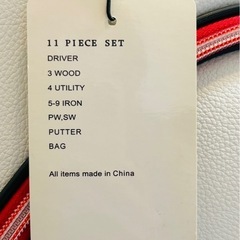 11 PIECE SET
DRIVER
3 WOOD
4 UTILITY
5-9 IRON
PW,SW
PUTTER
BAG
All items made in China